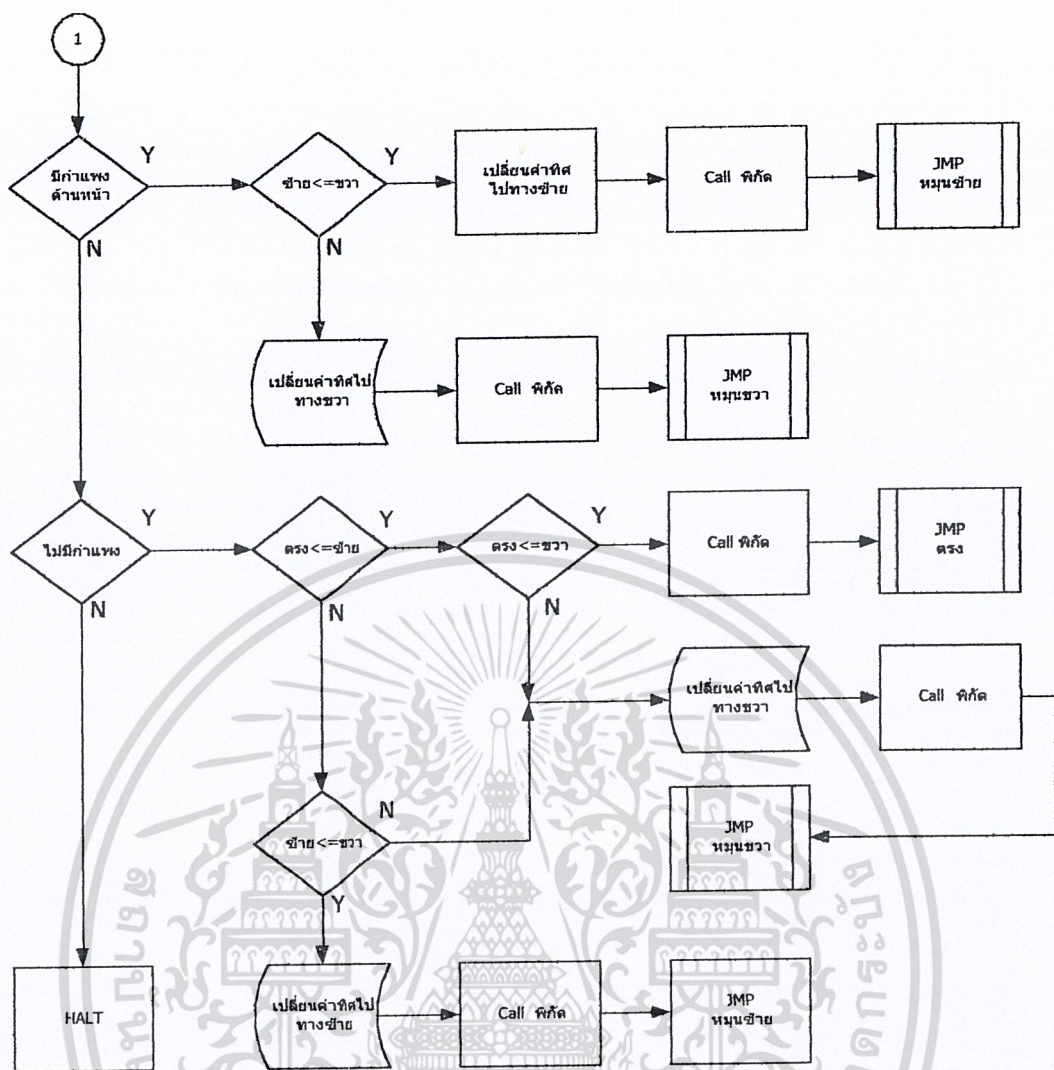 1
มีกำแพง
ด้านหน้า
Y
N
ซ้าย<=ขวา
Y
N
เปลี่ยนค่าทิศ
ไปทางซ้าย
Call พิกัด
JMP
หมุนซ้าย
เปลี่ยนค่าทิศไป
ทางขวา
Call พิกัด
JMP
หมุนขวา
ไม่มีกำแพง
Y
N
ตรง<=ซ้าย
Y
N
ตรง<=ขวา
Y
N
Call พิกัด
JMP
ตรง
เปลี่ยนค่าทิศไป
ทางขวา
Call พิกัด
JMP
หมุนขวา
ซ้าย<=ขวา
N
Y
HALT
เปลี่ยนค่าทิศไป
ทางซ้าย
Call พิกัด
JMP
หมุนซ้าย